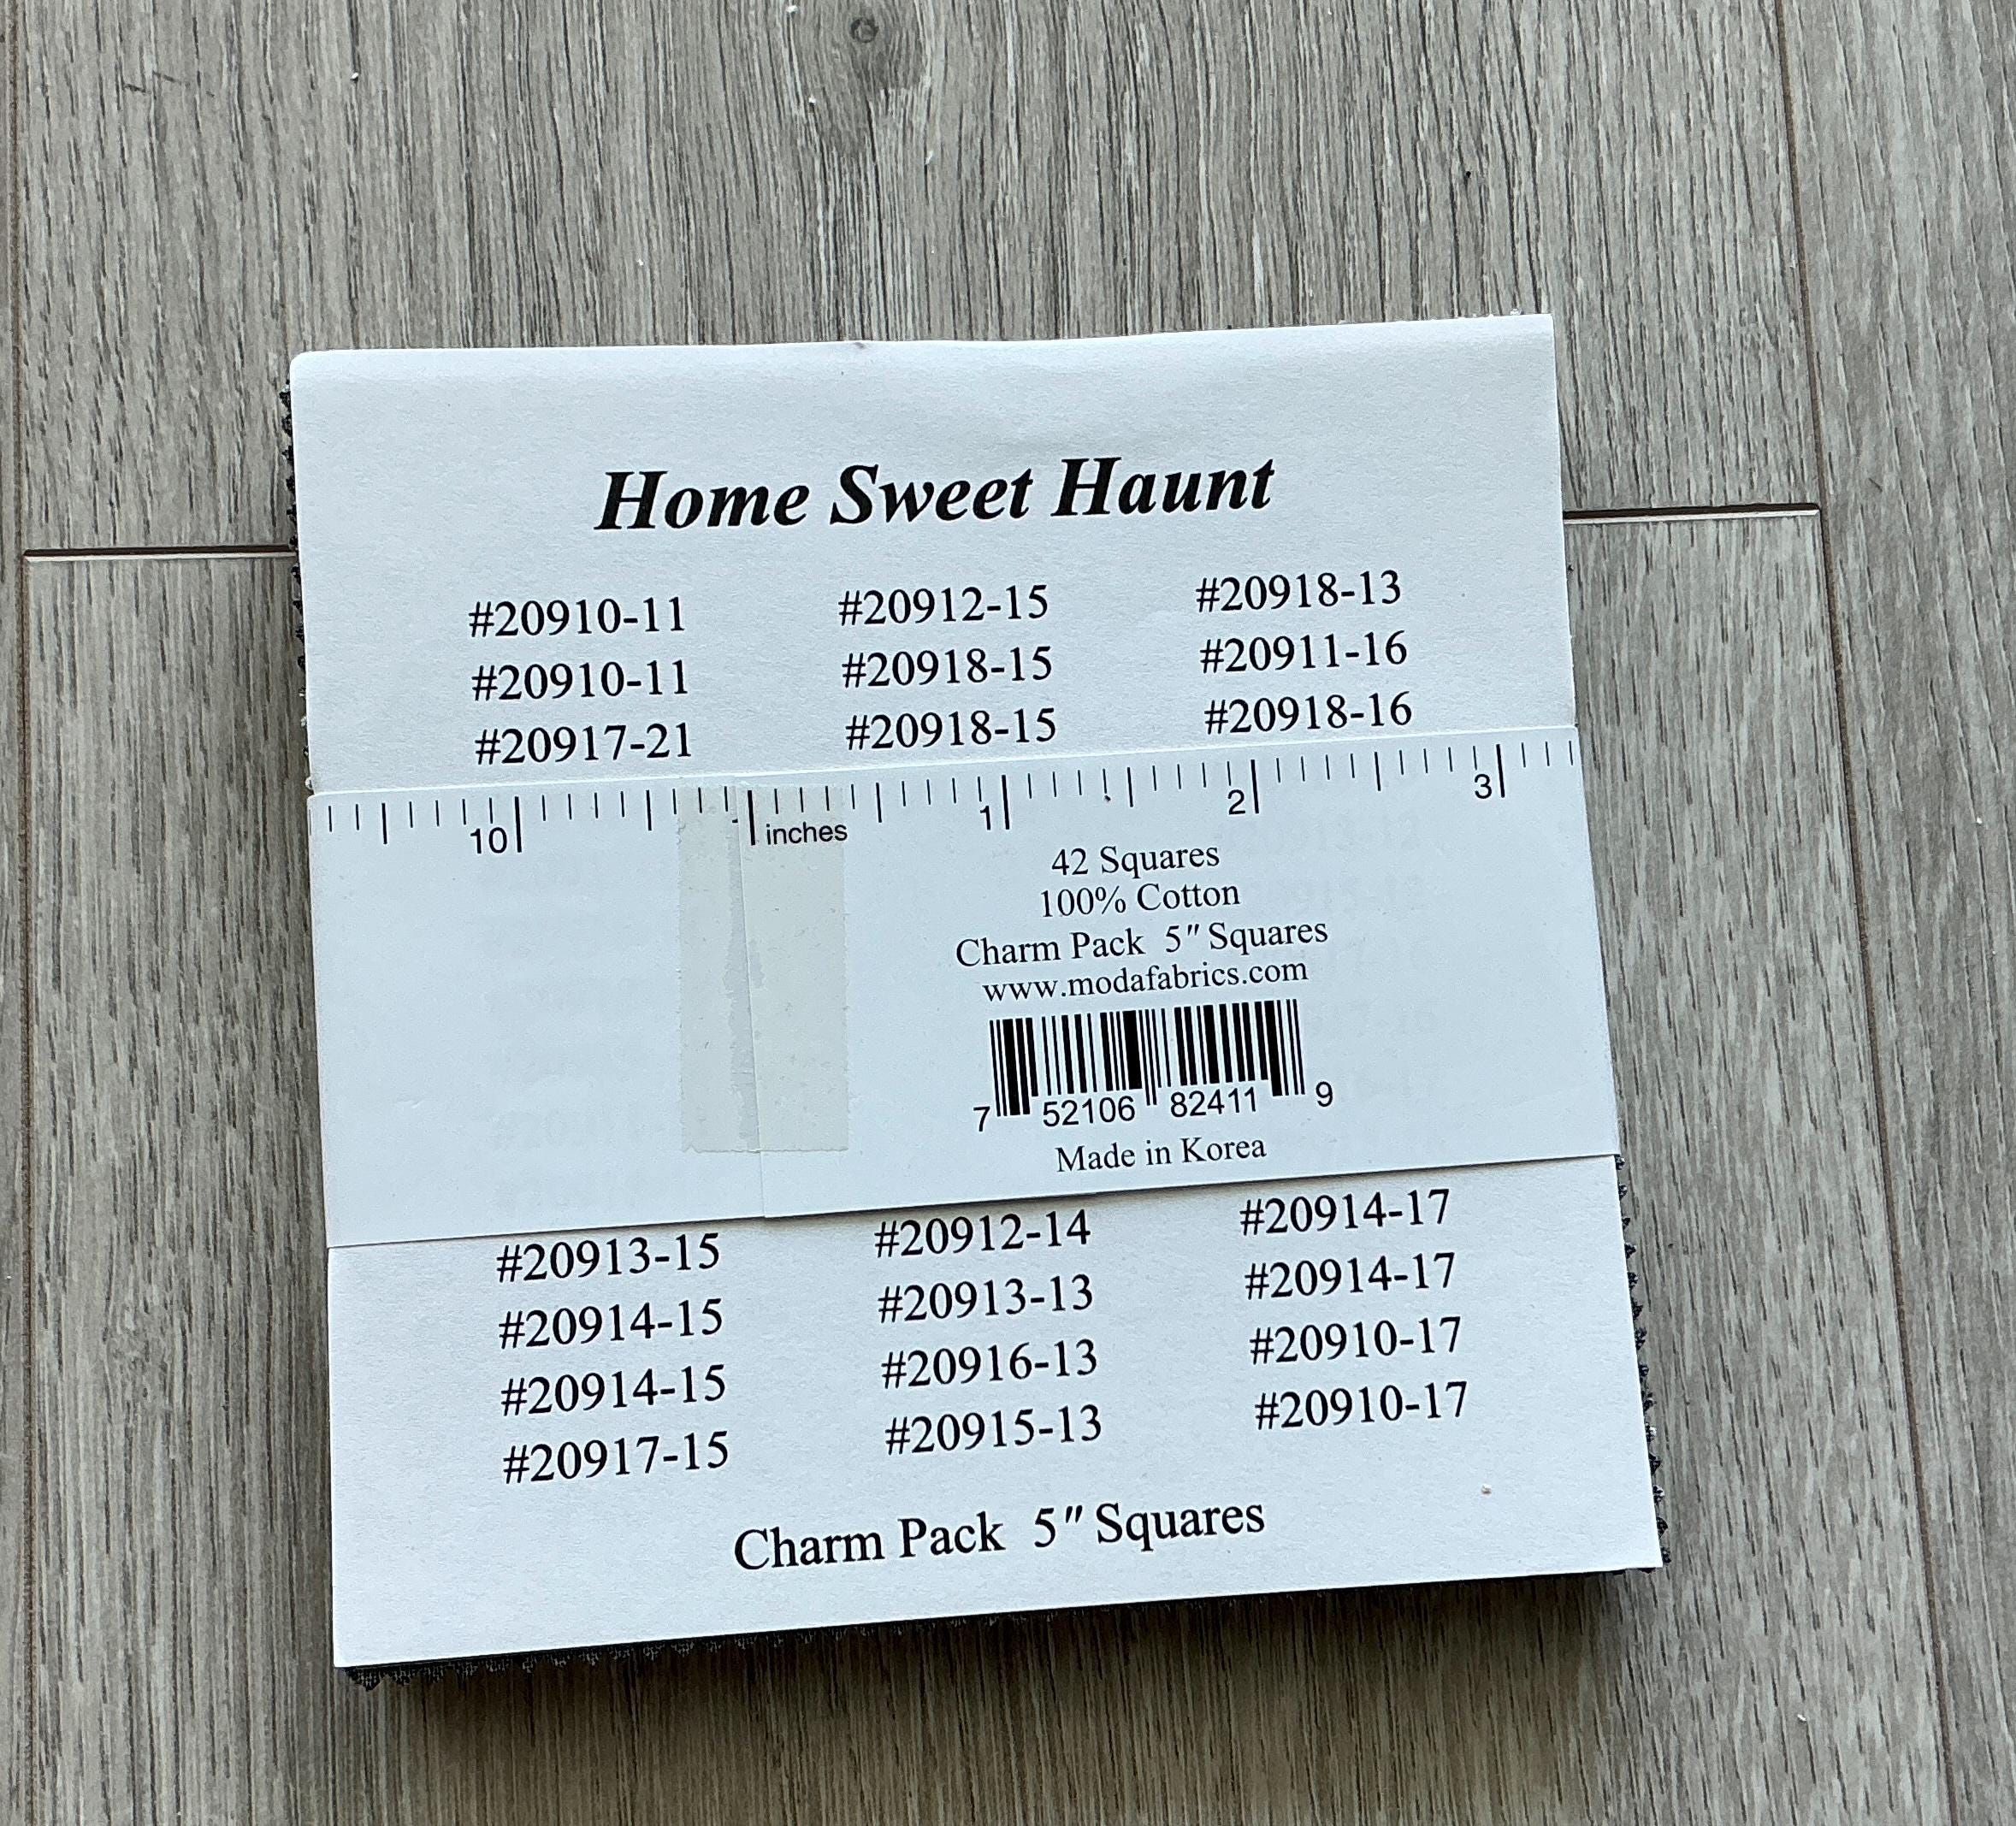 Home Sweet Haunt
#20910-11 #20912-15 #20918-13
#20910-11 #20918-15 #20911-16
#20917-21 #20918-15 #20918-16
10 inches 1 2 3
42 Squares
100% Cotton
Charm Pack 5" Squares
www.modafabrics.com
7 52106 82411 9
Made in Korea
#20913-15 #20912-14 #20914-17
#20914-15 #20913-13 #20914-17
#20914-15 #20916-13 #20910-17
#20917-15 #20915-13 #20910-17
Charm Pack 5" Squares